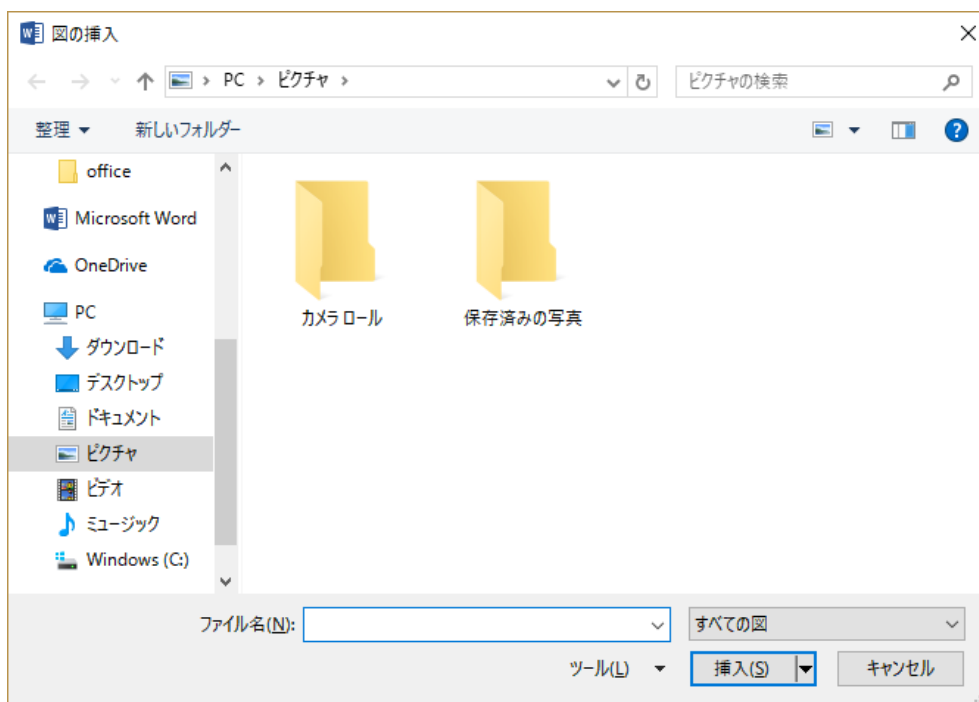 図の挿入
PC › ピクチャ ›
ピクチャの検索
整理
新しいフォルダー
office
Microsoft Word
OneDrive
PC
ダウンロード
デスクトップ
ドキュメント
ピクチャ
ビデオ
ミュージック
Windows (C:)
カメラ ロール
保存済みの写真
ファイル名(N):
すべての図
ツール(L)
挿入(S)
キャンセル